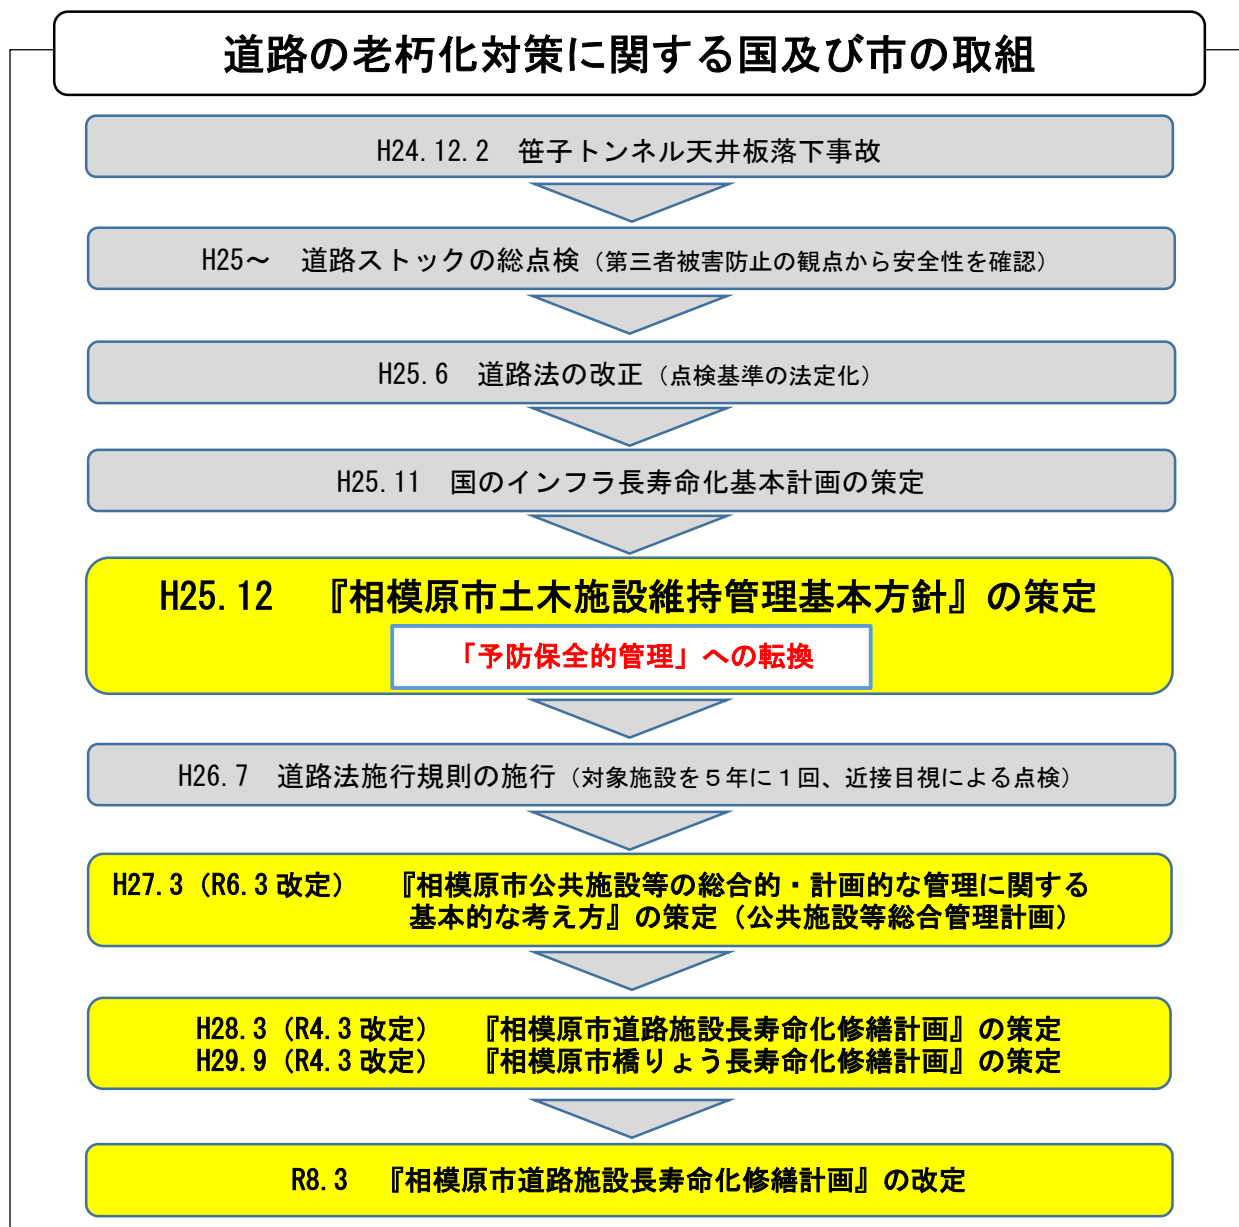 道路の老朽化対策に関する国及び市の取組
H24.12.2　笹子トンネル天井板落下事故
H25～　道路ストックの総点検（第三者被害防止の観点から安全性を確認）
H25.6　道路法の改正（点検基準の法定化）
H25.11　国のインフラ長寿命化基本計画の策定
H25.12　『相模原市土木施設維持管理基本方針』の策定
「予防保全的管理」への転換
H26.7　道路法施行規則の施行（対象施設を５年に１回、近接目視による点検）
H27.3（R6.3改定）　『相模原市公共施設等の総合的・計画的な管理に関する
基本的な考え方』の策定（公共施設等総合管理計画）
H28.3（R4.3改定）　『相模原市道路施設長寿命化修繕計画』の策定
H29.9（R4.3改定）　『相模原市橋りょう長寿命化修繕計画』の策定
R8.3　『相模原市道路施設長寿命化修繕計画』の改定